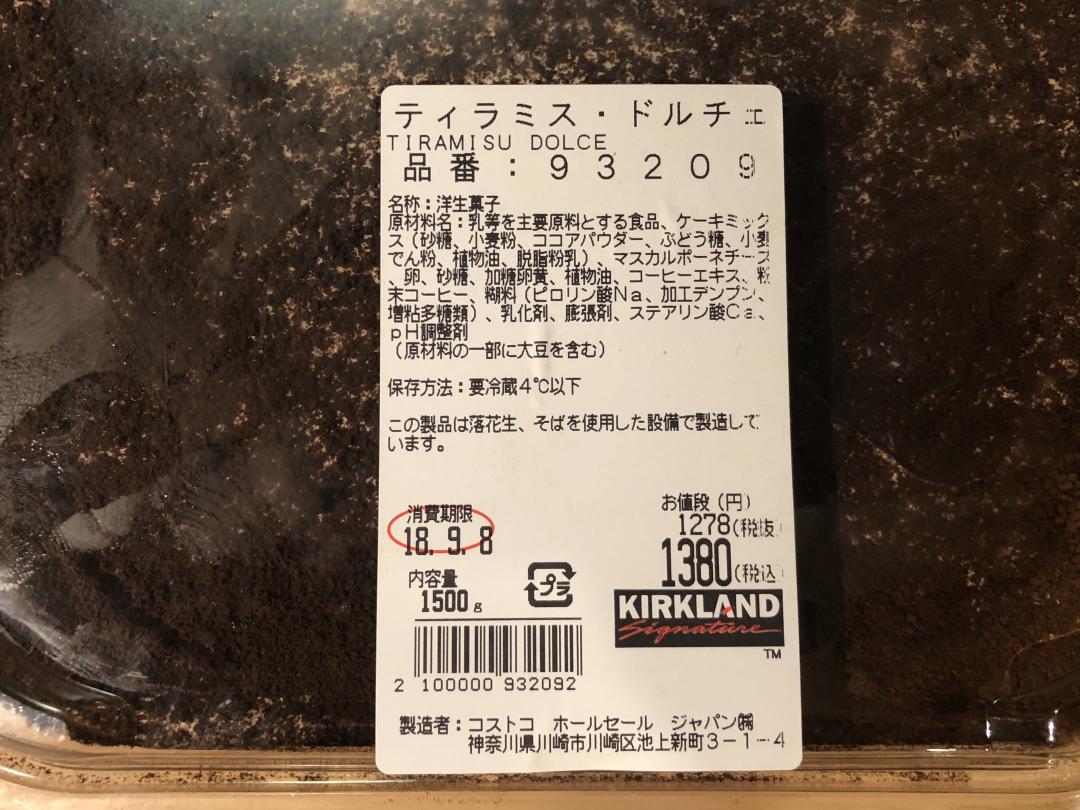 ティラミス・ドルチェ
TIRAMISU DOLCE
品番：93209
名称：洋生菓子
原材料名：乳等を主要原料とする食品、ケーキミック
ス（砂糖、小麦粉、ココアパウダー、ぶどう糖、小麦
でん粉、植物油、脱脂粉乳）、マスカルポーネチーズ
、卵、砂糖、加糖卵黄、植物油、コーヒーエキス、粉
末コーヒー、糊料（ピロリン酸Na、加工デンプン、
増粘多糖類）、乳化剤、膨張剤、ステアリン酸Ca、
pH調整剤
（原材料の一部に大豆を含む）
保存方法：要冷蔵4℃以下
この製品は落花生、そばを使用した設備で製造して
います。
消費期限
18. 9. 8
お値段（円）
1278(税抜)
1380(税込)
内容量
1500g
プラ
KIRKLAND
Signature
TM
2 100000 932092
製造者：コストコ ホールセール ジャパン㈱
神奈川県川崎市川崎区池上新町3-1-4